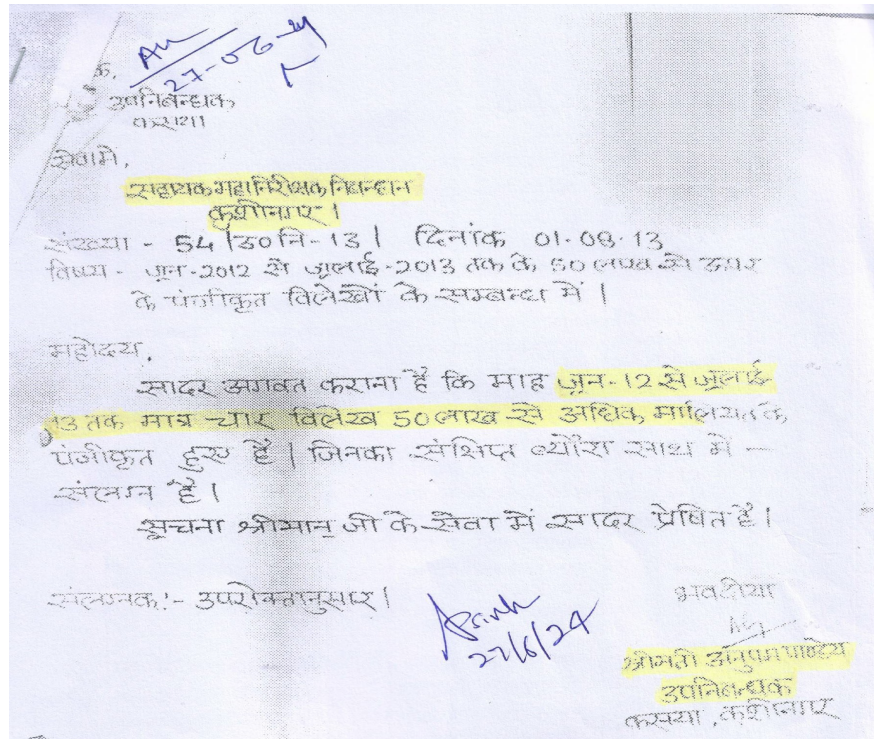 27-06-24
उपनिबन्धक
कसया
सेवामे,
सहायक महानिरीक्षक निबन्धन
कुशीनगर।
संख्या - 54/उ0नि-13। दिनांक 01.08.13
विषय - जून-2012 से जुलाई-2013 तक के 50 लाख से ऊपर
के पंजीकृत विलेखों के सम्बन्ध में।
महोदय,
सादर अवगत कराना है कि माह जून-12 से जुलाई-
13 तक मात्र चार विलेख 50 लाख से अधिक मालियत के
पंजीकृत हुए हैं। जिनका संक्षिप्त ब्यौरा साथ में -
संलग्न है।
सूचना श्रीमान् जी के सेवा में सादर प्रेषित है।
संलग्नक:- उपरोक्तानुसार।
भवदीया
27/6/24
श्रीमती अनुपम पाण्डेय
उपनिबन्धक
कसया, कुशीनगर